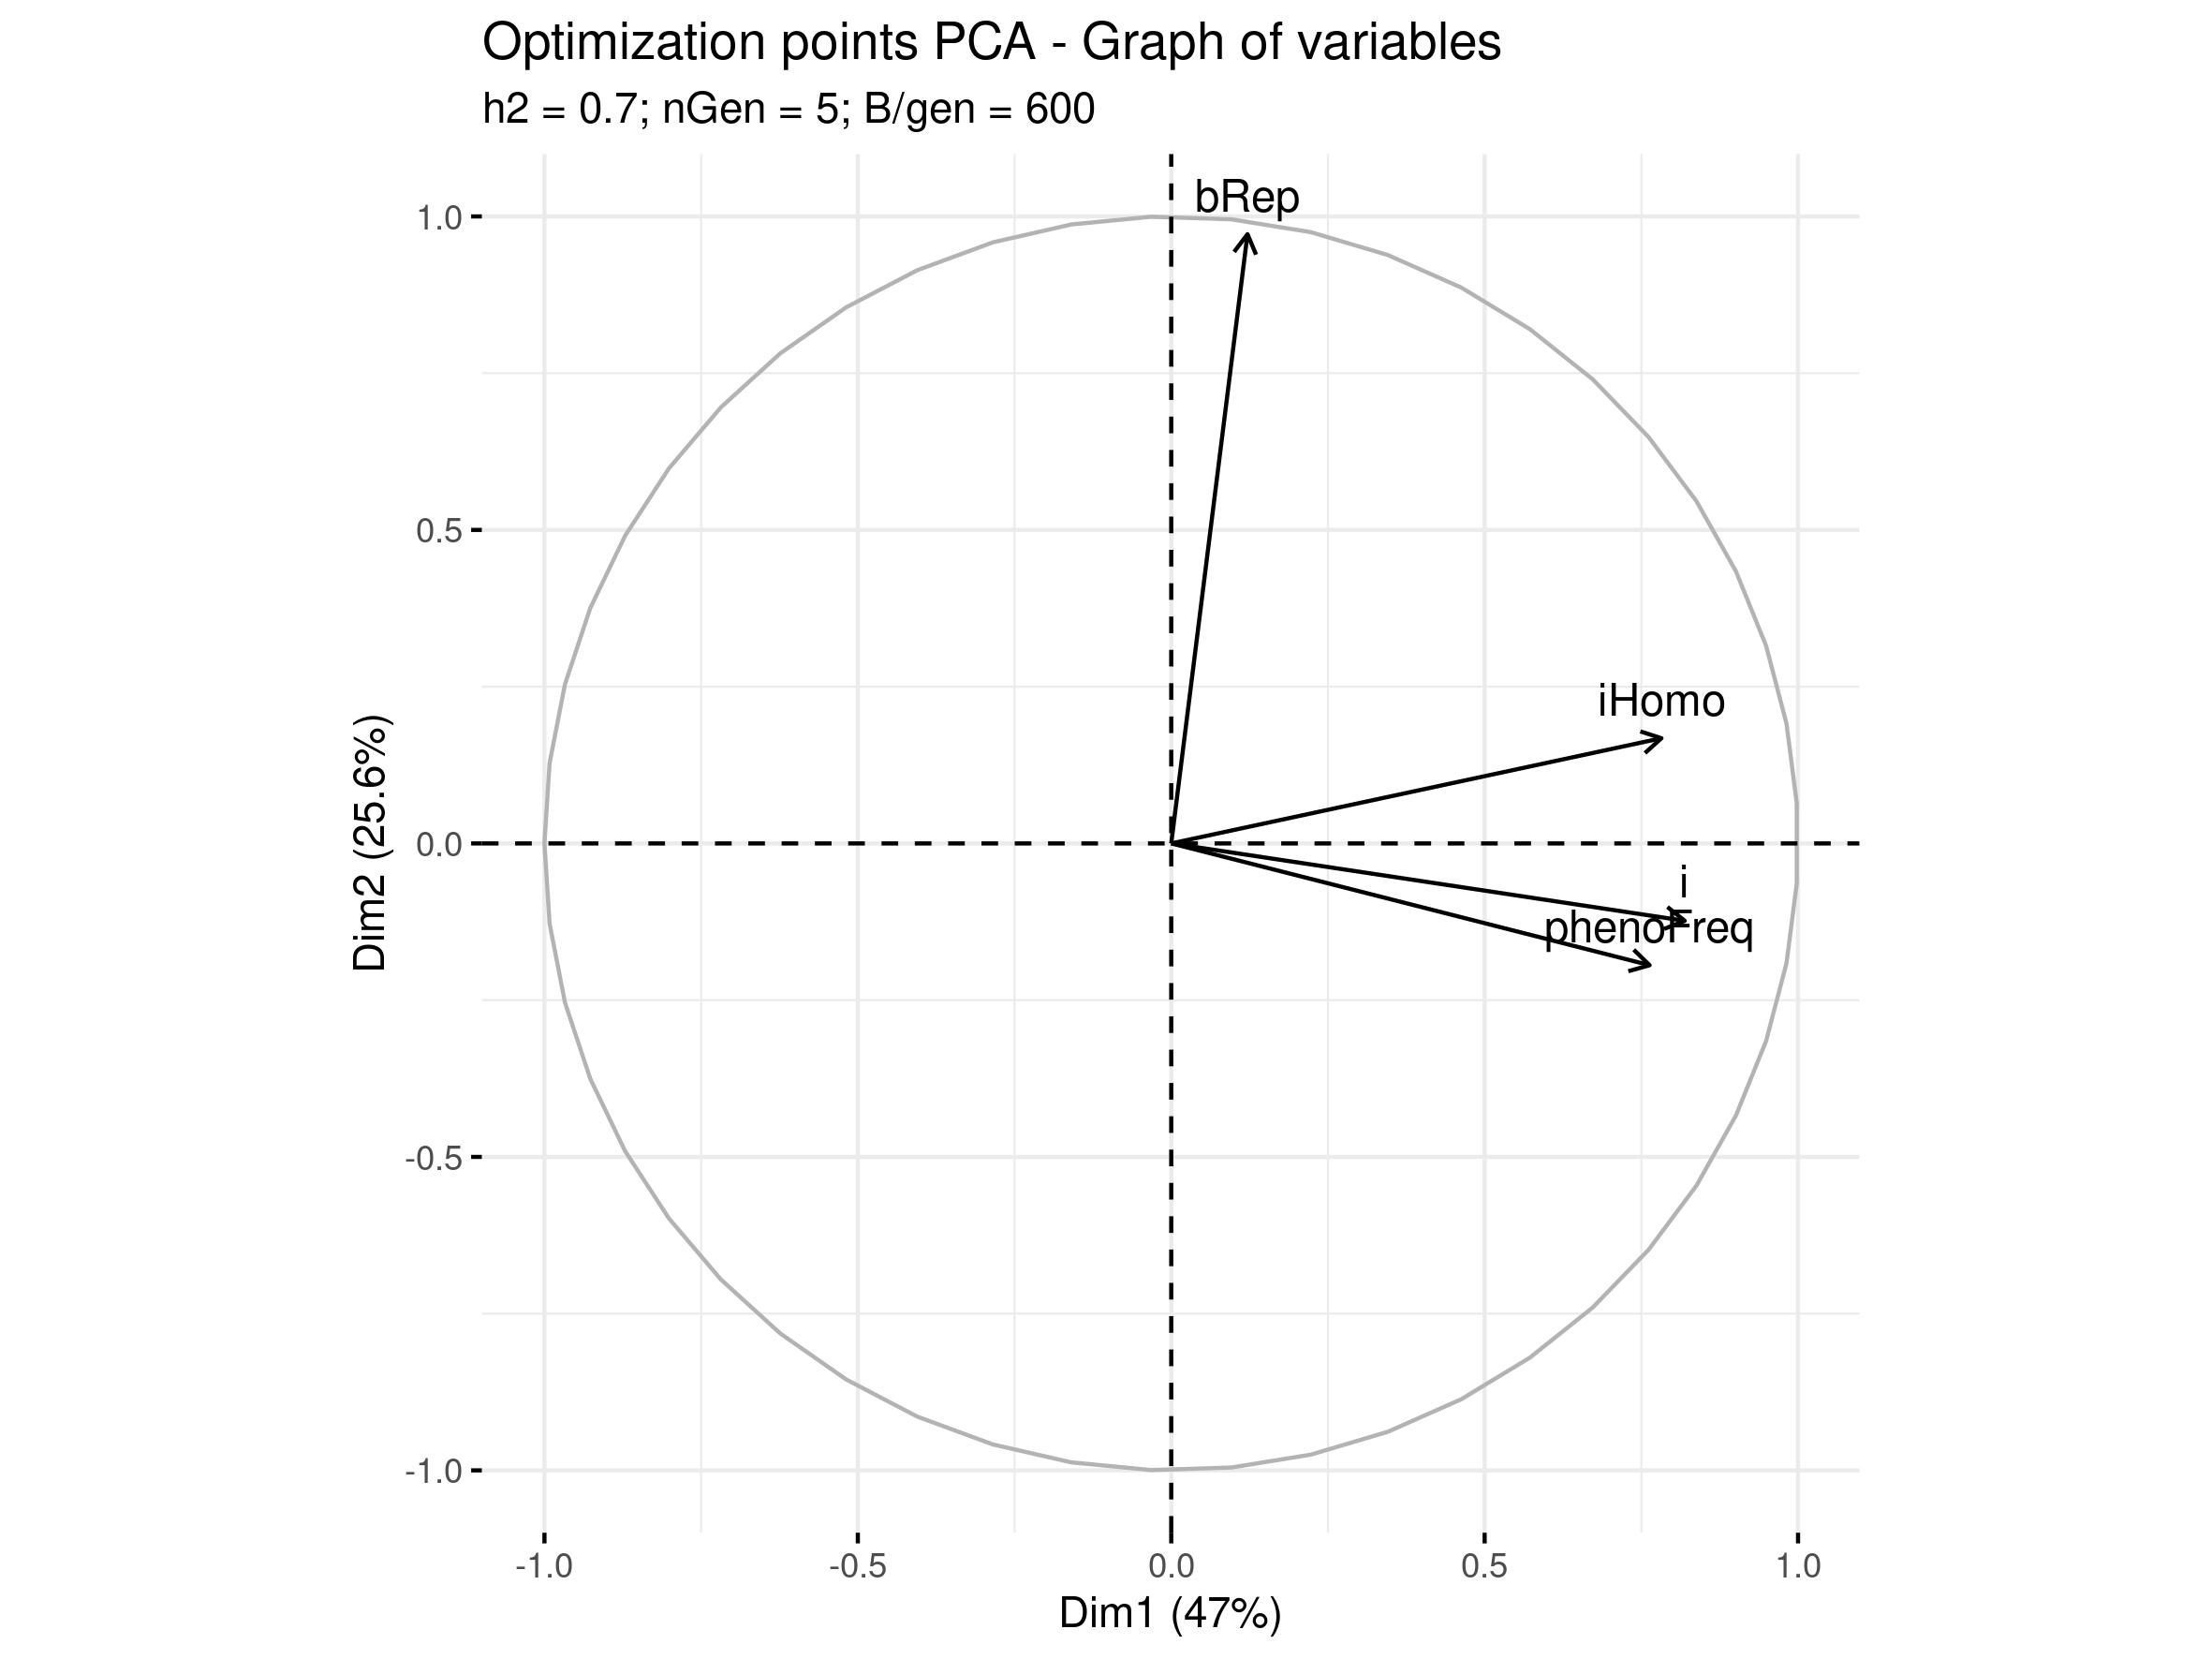 Optimization points PCA - Graph of variables
h2 = 0.7; nGen = 5; B/gen = 600
bRep
iHomo
i
phenoFreq
1.0
0.5
0.0
-0.5
-1.0
Dim2 (25.6%)
-1.0
-0.5
0.0
0.5
1.0
Dim1 (47%)